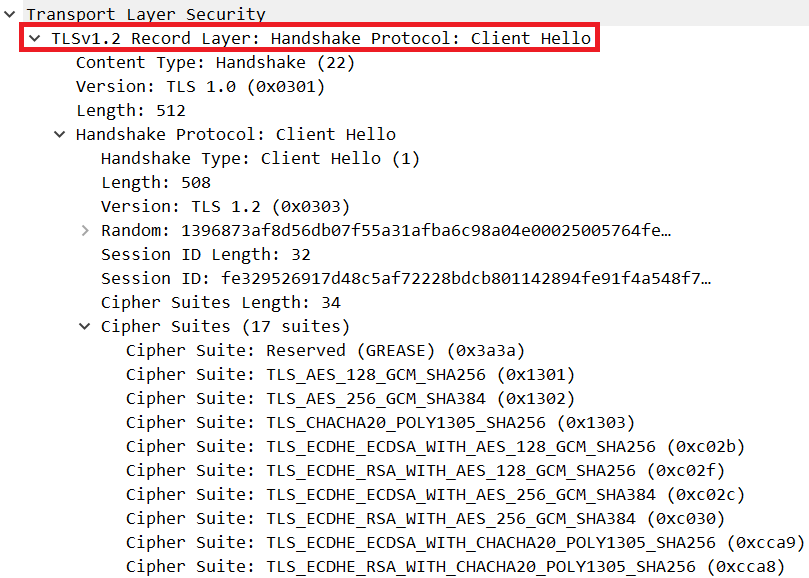 Transport Layer Security
TLSv1.2 Record Layer: Handshake Protocol: Client Hello
Content Type: Handshake (22)
Version: TLS 1.0 (0x0301)
Length: 512
Handshake Protocol: Client Hello
Handshake Type: Client Hello (1)
Length: 508
Version: TLS 1.2 (0x0303)
Random: 1396873af8d56db07f55a31afba6c98a04e00025005764fe…
Session ID Length: 32
Session ID: fe329526917d48c5af72228bdcb801142894fe91f4a548f7…
Cipher Suites Length: 34
Cipher Suites (17 suites)
Cipher Suite: Reserved (GREASE) (0x3a3a)
Cipher Suite: TLS_AES_128_GCM_SHA256 (0x1301)
Cipher Suite: TLS_AES_256_GCM_SHA384 (0x1302)
Cipher Suite: TLS_CHACHA20_POLY1305_SHA256 (0x1303)
Cipher Suite: TLS_ECDHE_ECDSA_WITH_AES_128_GCM_SHA256 (0xc02b)
Cipher Suite: TLS_ECDHE_RSA_WITH_AES_128_GCM_SHA256 (0xc02f)
Cipher Suite: TLS_ECDHE_ECDSA_WITH_AES_256_GCM_SHA384 (0xc02c)
Cipher Suite: TLS_ECDHE_RSA_WITH_AES_256_GCM_SHA384 (0xc030)
Cipher Suite: TLS_ECDHE_ECDSA_WITH_CHACHA20_POLY1305_SHA256 (0xcca9)
Cipher Suite: TLS_ECDHE_RSA_WITH_CHACHA20_POLY1305_SHA256 (0xcca8)